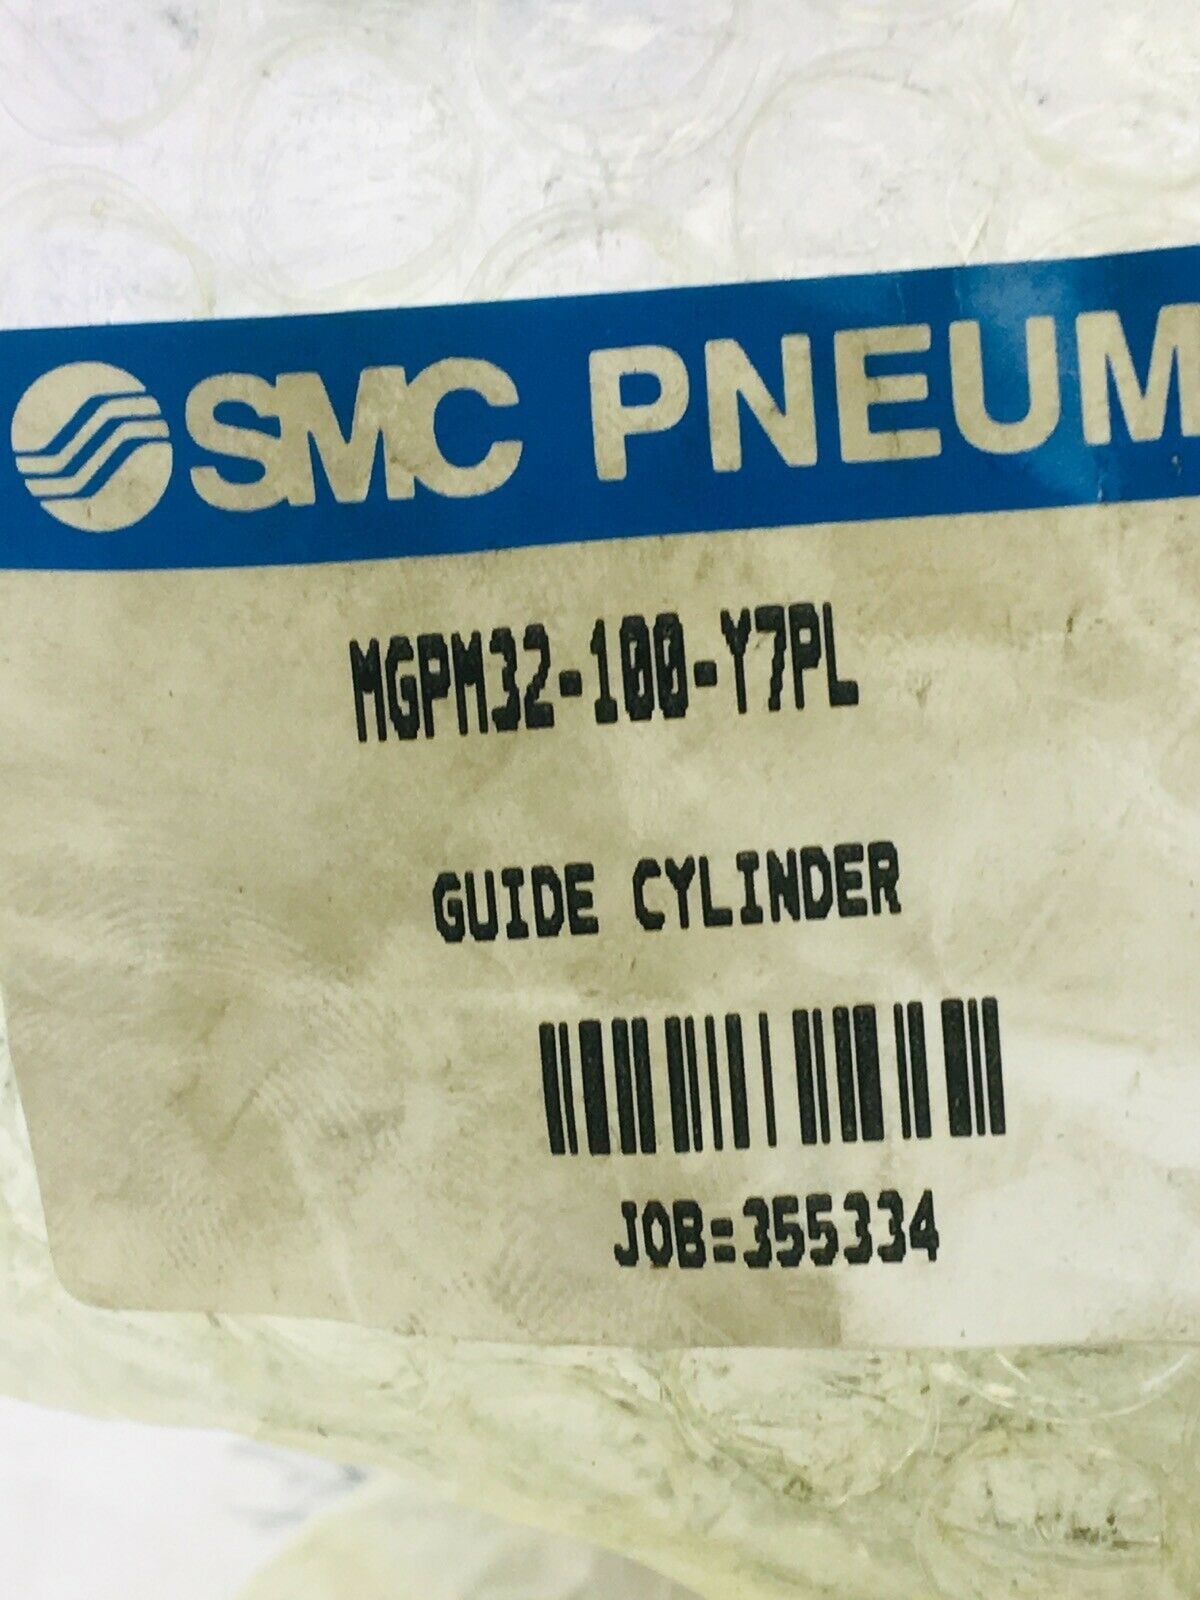 SMC PNEUM
MGPM32-100-Y7PL
GUIDE CYLINDER
JOB=355334